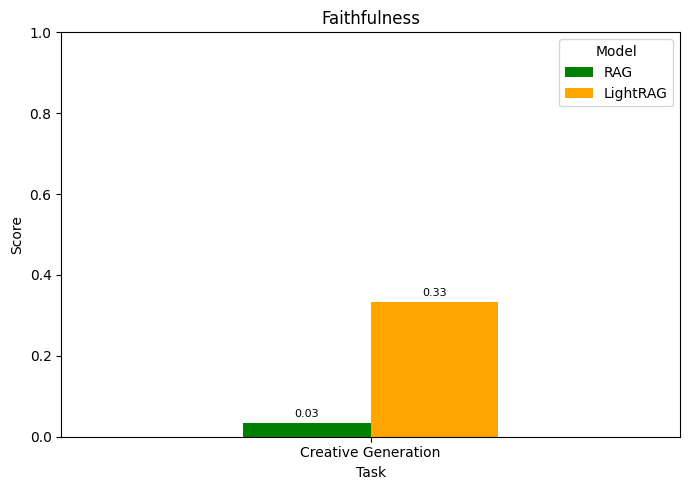 Faithfulness
Model
RAG
LightRAG
Score
1.0
0.8
0.6
0.4
0.2
0.0
0.03
0.33
Creative Generation
Task